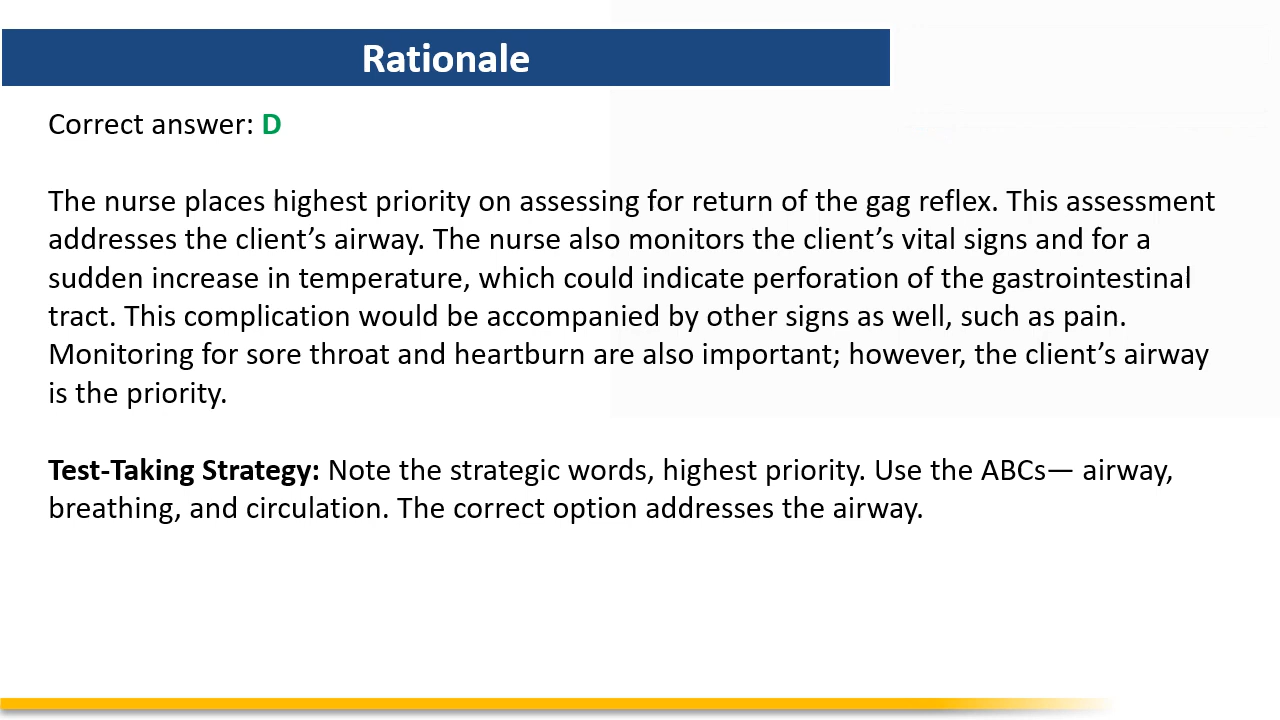 Rationale
Correct answer: D
The nurse places highest priority on assessing for return of the gag reflex. This assessment
addresses the client’s airway. The nurse also monitors the client’s vital signs and for a
sudden increase in temperature, which could indicate perforation of the gastrointestinal
tract. This complication would be accompanied by other signs as well, such as pain.
Monitoring for sore throat and heartburn are also important; however, the client’s airway
is the priority.
Test-Taking Strategy: Note the strategic words, highest priority. Use the ABCs— airway,
breathing, and circulation. The correct option addresses the airway.